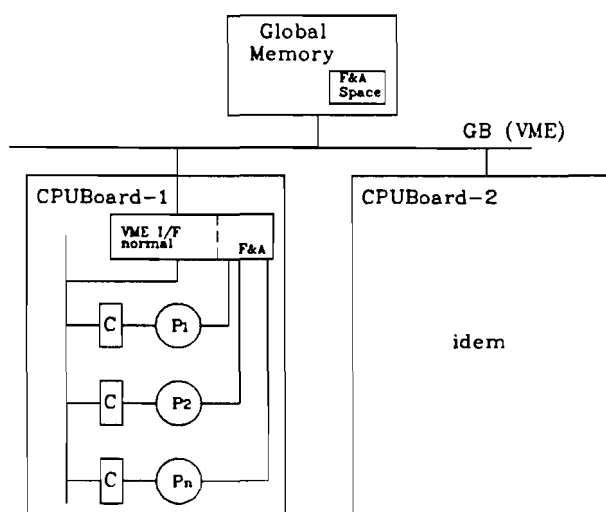 Global
Memory
F&A
Space
GB (VME)
CPUBoard-1
CPUBoard-2
VME I/F
normal
F&A
C
P1
idem
C
P2
C
Pn